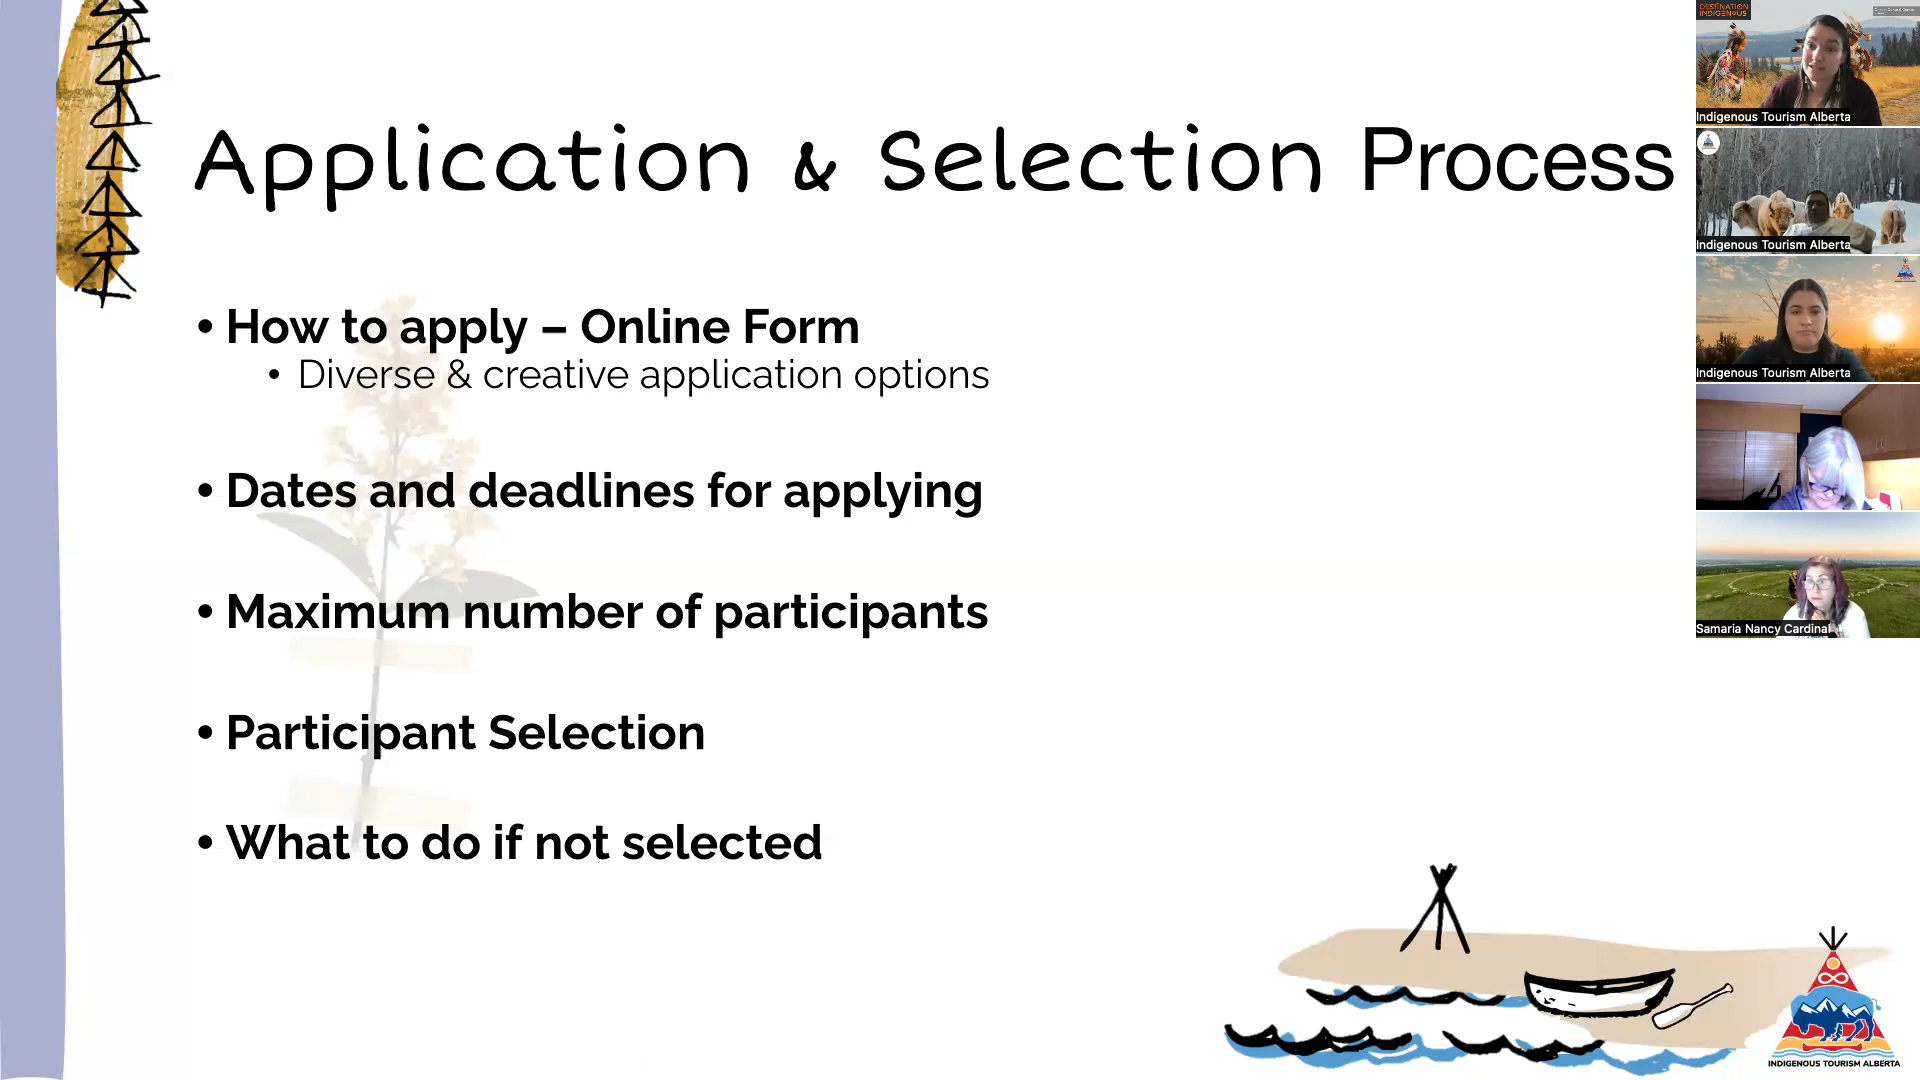 Application & Selection Process
• How to apply – Online Form
• Diverse & creative application options
• Dates and deadlines for applying
• Maximum number of participants
• Participant Selection
• What to do if not selected
DESTINATION
INDIGENOUS
Indigenous Tourism Alberta
Indigenous Tourism Alberta
Indigenous Tourism Alberta
Samaria Nancy Cardinal
INDIGENOUS TOURISM ALBERTA